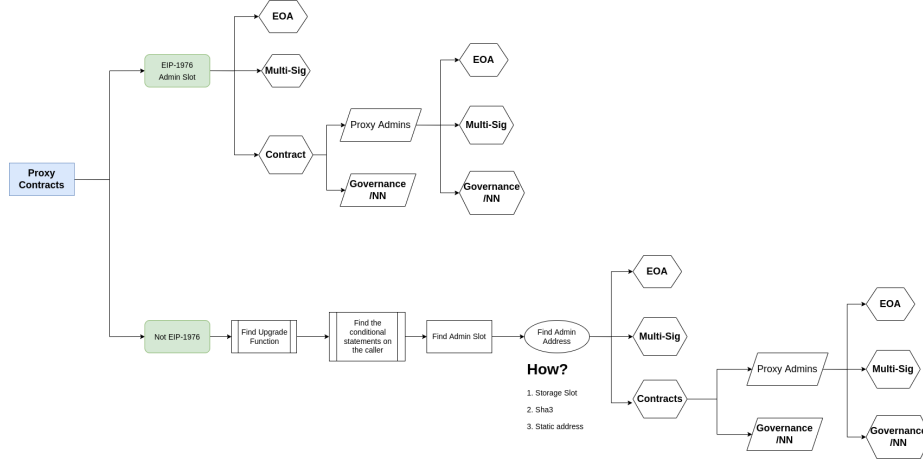 EOA
EIP-1976
Admin Slot
Multi-Sig
Contract
Proxy Admins
Governance
/NN
EOA
Multi-Sig
Governance
/NN
Proxy
Contracts
Not EIP-1976
Find Upgrade
Function
Find the
conditional
statements on
the caller
Find Admin Slot
Find Admin
Address
How?
1. Storage Slot
2. Sha3
3. Static address
EOA
Multi-Sig
Contracts
Proxy Admins
Governance
/NN
EOA
Multi-Sig
Governance
/NN